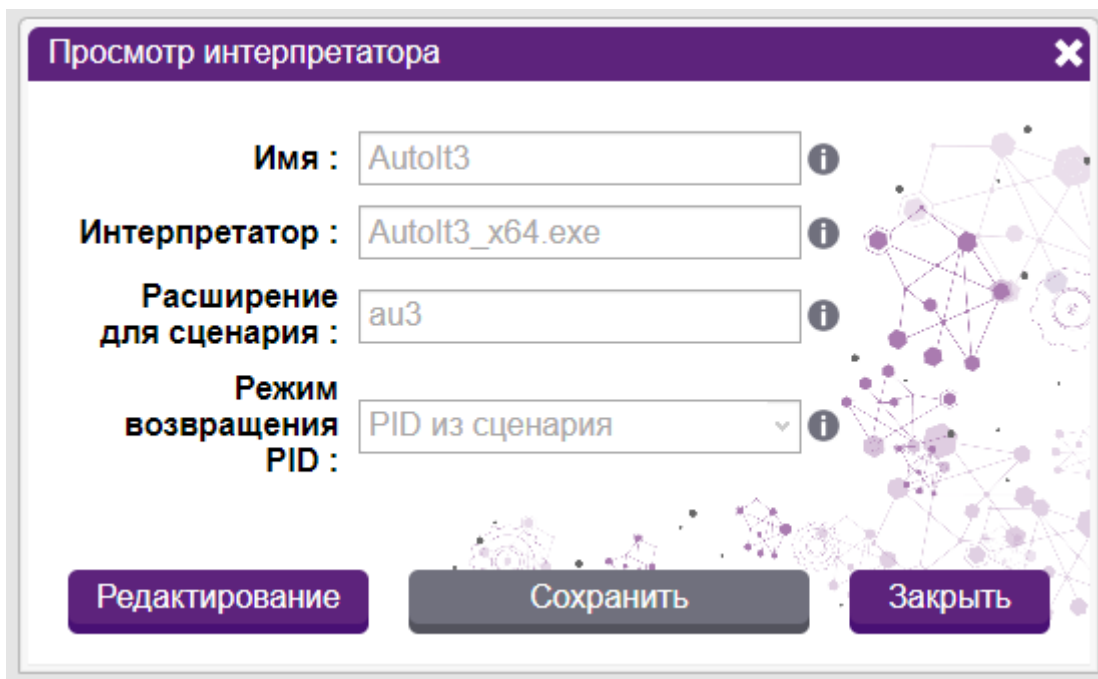 Просмотр интерпретатора
Имя : AutoIt3
Интерпретатор : AutoIt3_x64.exe
Расширение
для сценария : au3
Режим
возвращения PID из сценария
PID :
Редактирование Сохранить Закрыть